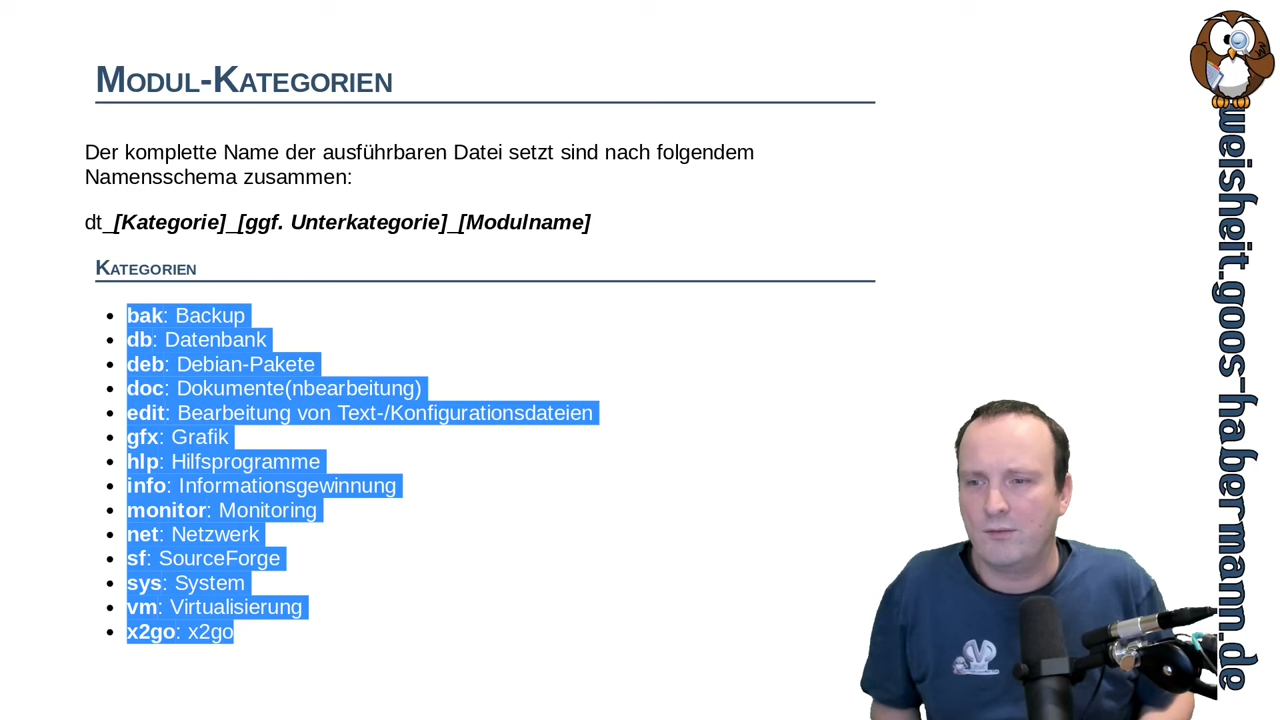 Modul-Kategorien
Der komplette Name der ausführbaren Datei setzt sind nach folgendem
Namensschema zusammen:
dt_[Kategorie]_[ggf. Unterkategorie]_[Modulname]
Kategorien
bak: Backup
db: Datenbank
deb: Debian-Pakete
doc: Dokumente(nbearbeitung)
edit: Bearbeitung von Text-/Konfigurationsdateien
gfx: Grafik
hlp: Hilfsprogramme
info: Informationsgewinnung
monitor: Monitoring
net: Netzwerk
sf: SourceForge
sys: System
vm: Virtualisierung
x2go: x2go
weisheit.goos-habermann.de